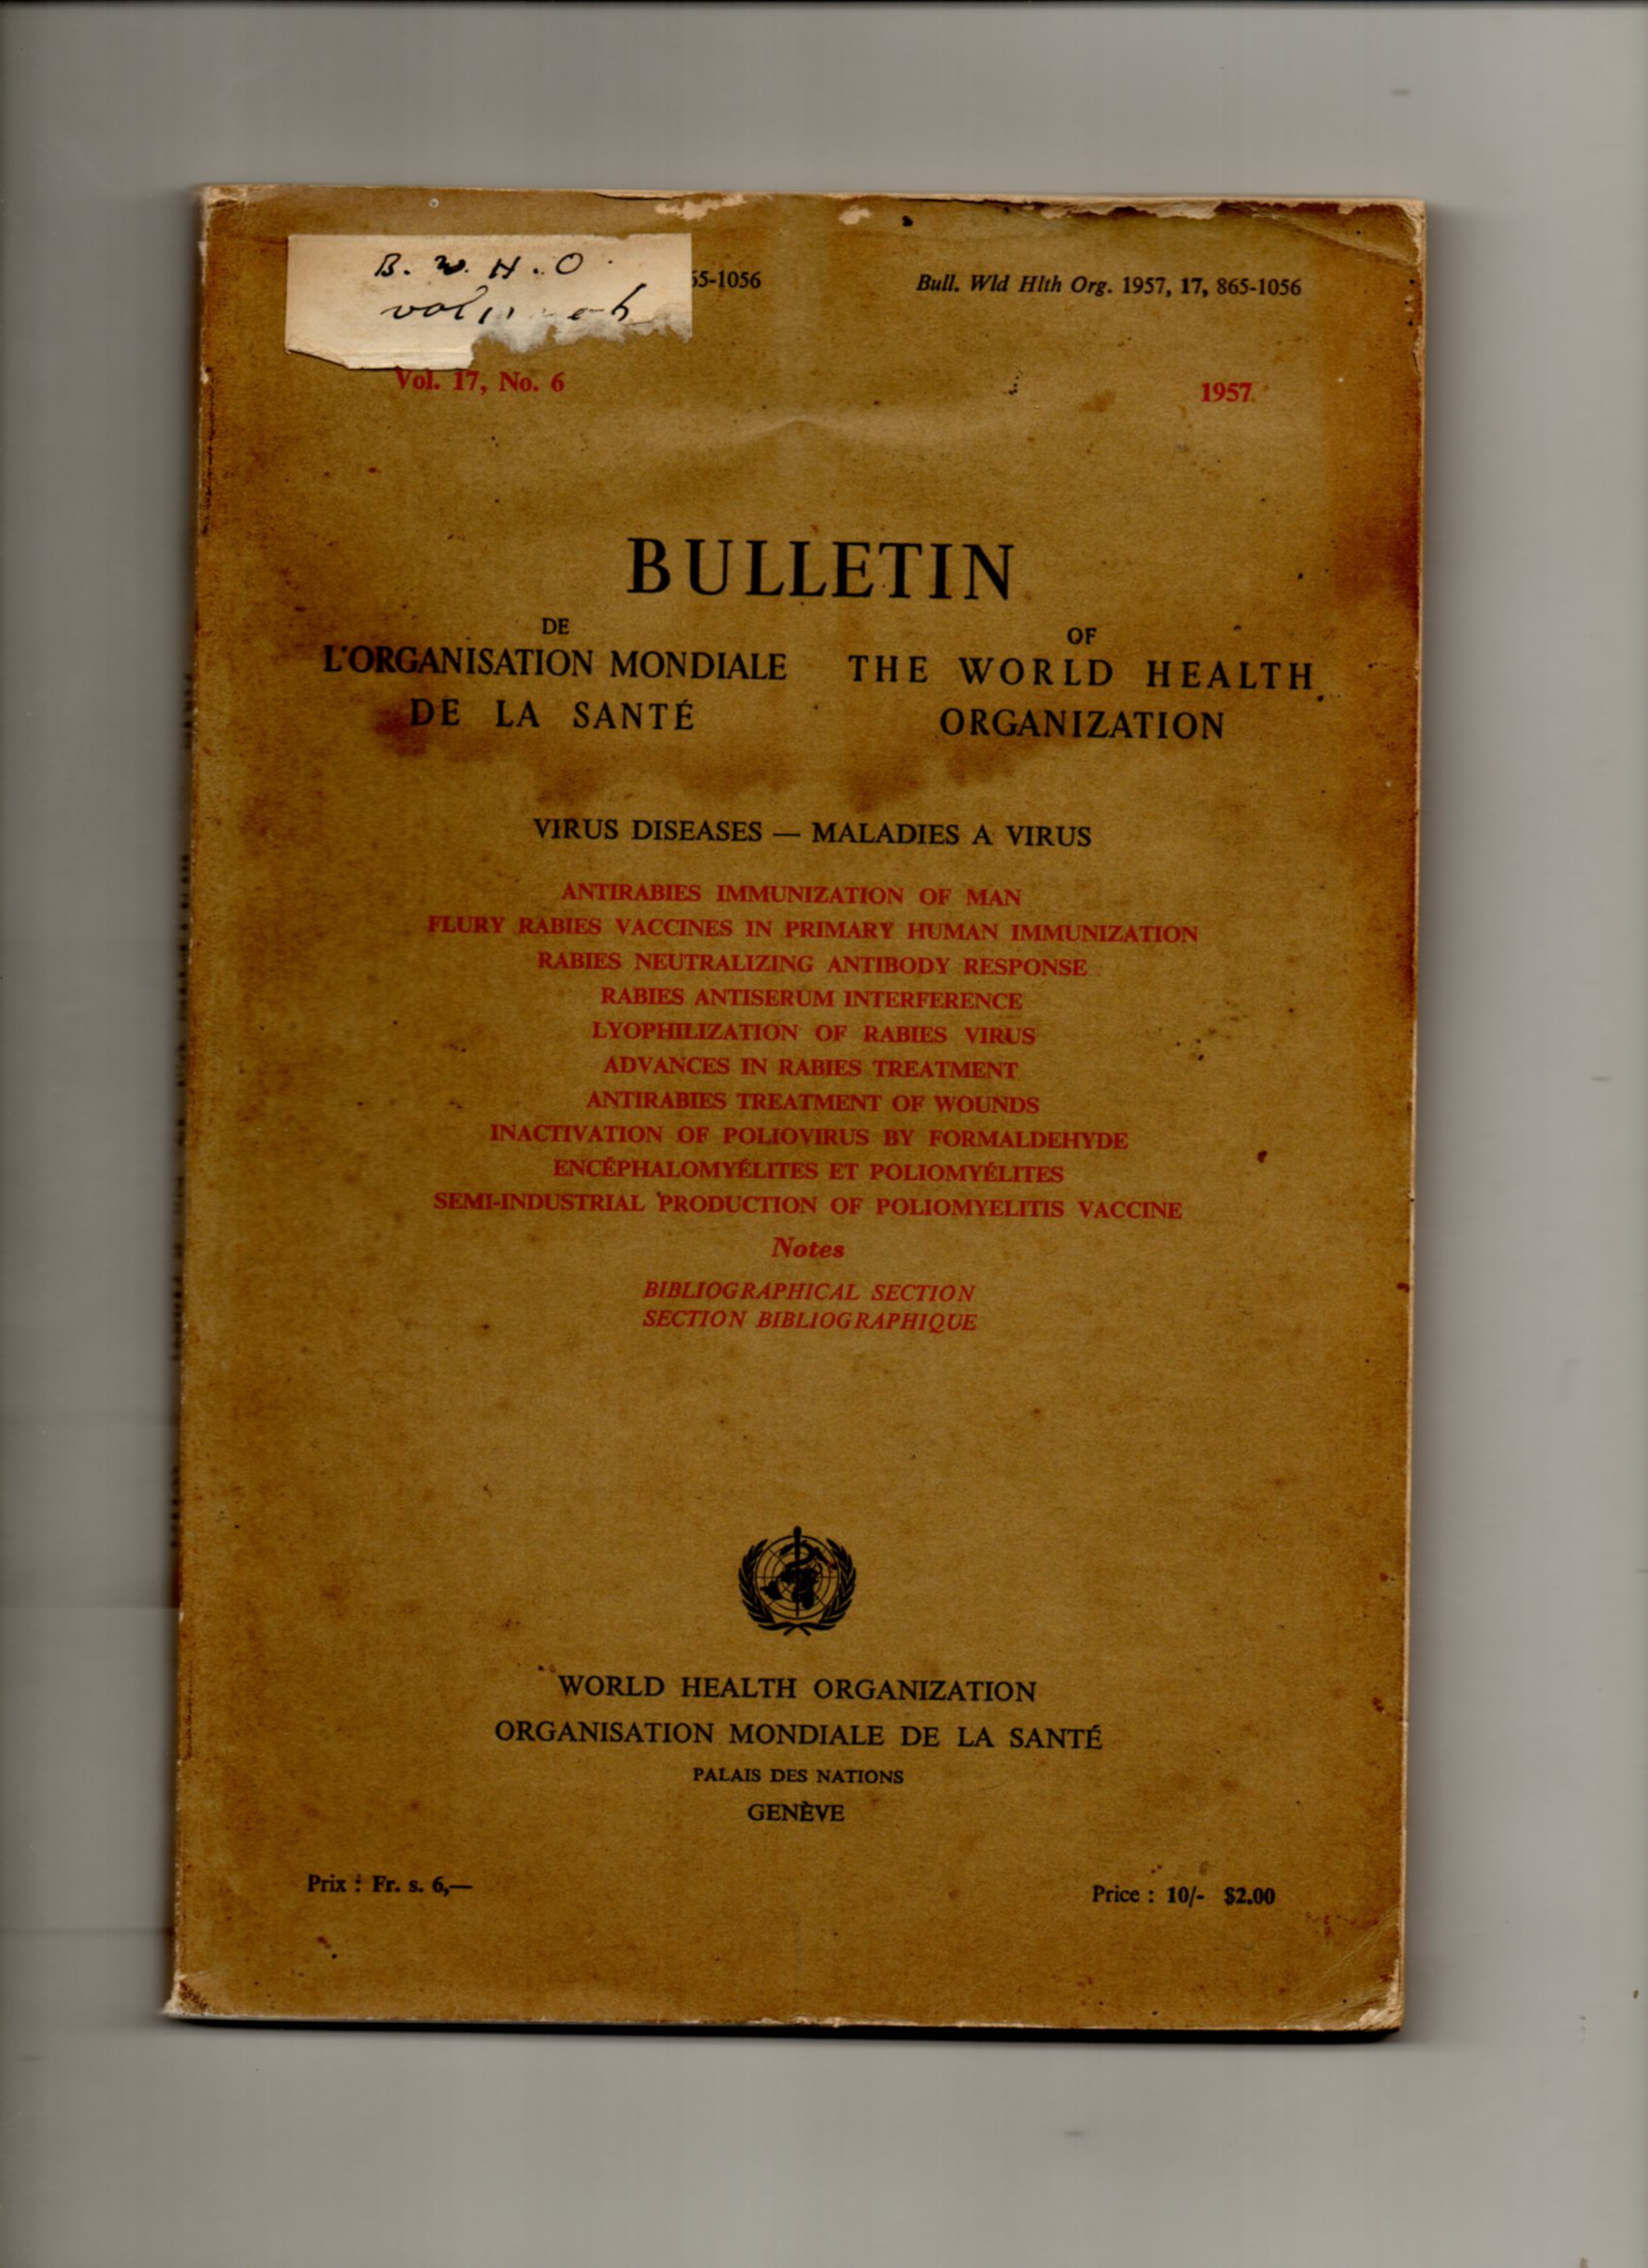 B. W. H. O.
vol
65-1056
Bull. Wld Hlth Org. 1957, 17, 865-1056
Vol. 17, No. 6
1957
BULLETIN
DE
L'ORGANISATION MONDIALE
DE LA SANTÉ
OF
THE WORLD HEALTH
ORGANIZATION
VIRUS DISEASES — MALADIES A VIRUS
ANTIRABIES IMMUNIZATION OF MAN
FLURY RABIES VACCINES IN PRIMARY HUMAN IMMUNIZATION
RABIES NEUTRALIZING ANTIBODY RESPONSE
RABIES ANTISERUM INTERFERENCE
LYOPHILIZATION OF RABIES VIRUS
ADVANCES IN RABIES TREATMENT
ANTIRABIES TREATMENT OF WOUNDS
INACTIVATION OF POLIOVIRUS BY FORMALDEHYDE
ENCÉPHALOMYÉLITES ET POLIOMYÉLITES
SEMI-INDUSTRIAL PRODUCTION OF POLIOMYELITIS VACCINE
Notes
BIBLIOGRAPHICAL SECTION
SECTION BIBLIOGRAPHIQUE
WORLD HEALTH ORGANIZATION
ORGANISATION MONDIALE DE LA SANTÉ
PALAIS DES NATIONS
GENÈVE
Prix : Fr. s. 6,—
Price : 10/- $2.00